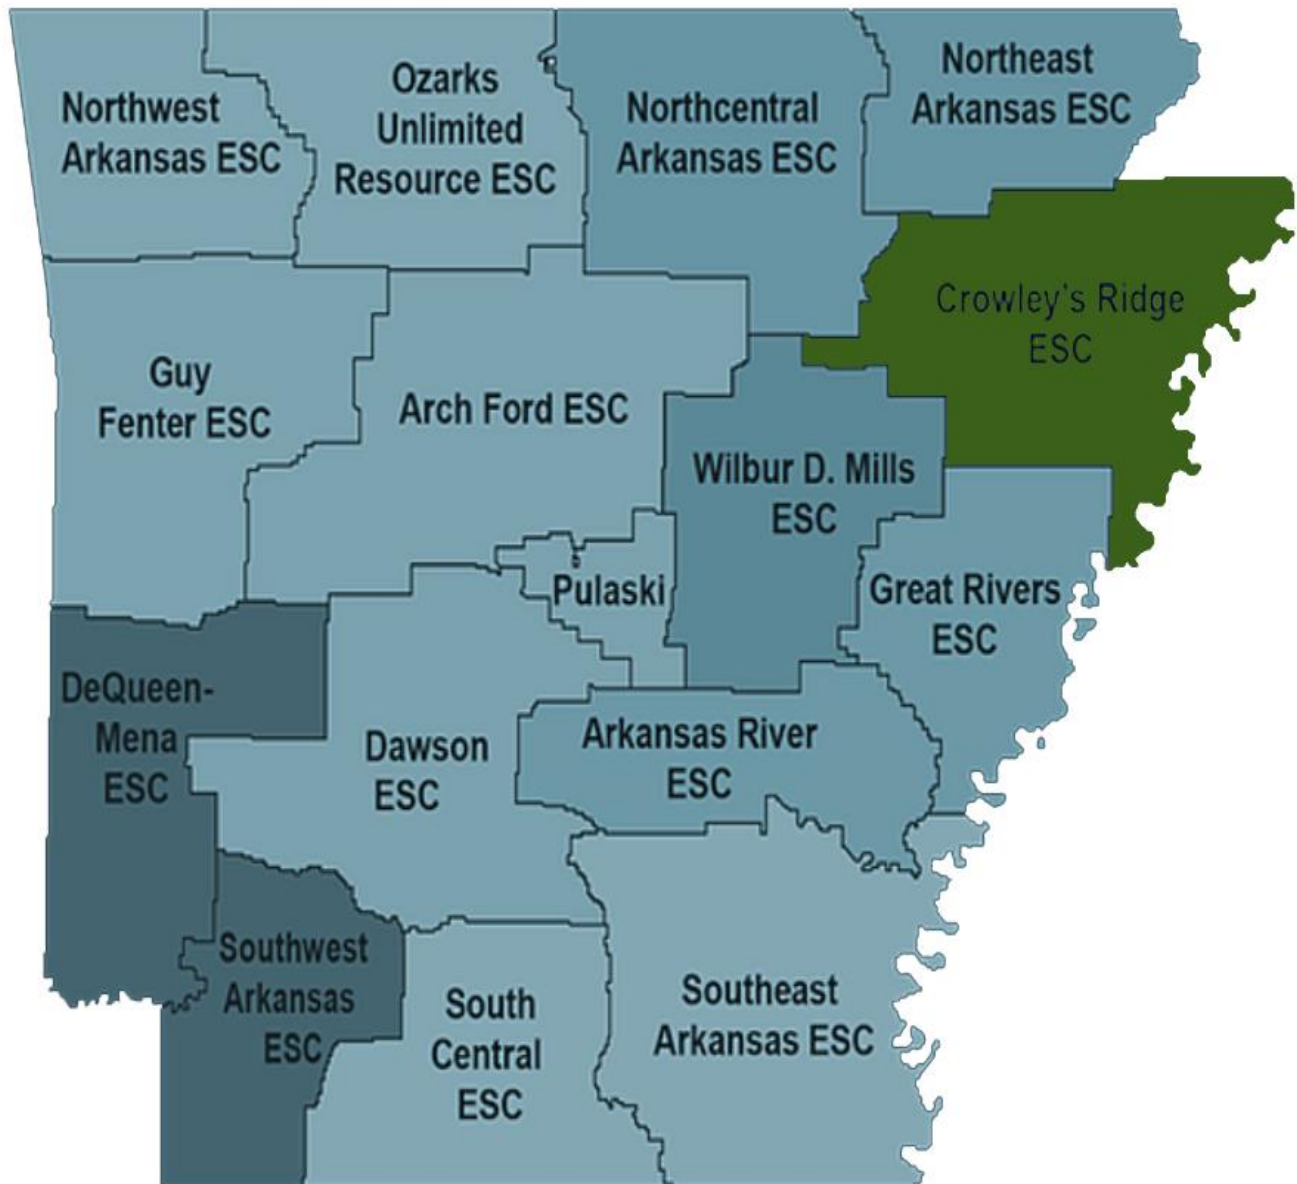 Northwest
Arkansas ESC
Ozarks
Unlimited
Resource ESC
Northcentral
Arkansas ESC
Northeast
Arkansas ESC
Crowley's Ridge
ESC
Guy
Fenter ESC
Arch Ford ESC
Wilbur D. Mills
ESC
Pulaski
Great Rivers
ESC
DeQueen-
Mena
ESC
Dawson
ESC
Arkansas River
ESC
Southwest
Arkansas
ESC
South
Central
ESC
Southeast
Arkansas ESC